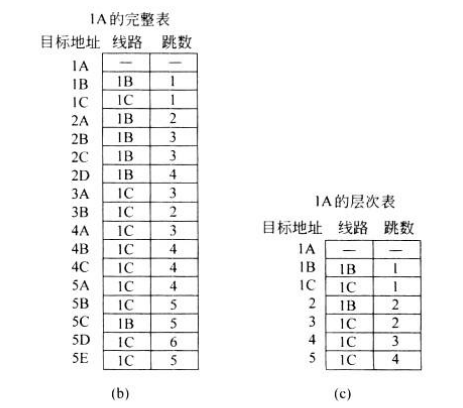 1A的完整表
目标地址 线路 跳数
1A — —
1B 1B 1
1C 1C 1
2A 1B 2
2B 1B 3
2C 1B 3
2D 1B 4
3A 1C 3
3B 1C 2
4A 1C 3
4B 1C 4
4C 1C 4
5A 1C 4
5B 1C 5
5C 1B 5
5D 1C 6
5E 1C 5
(b)
1A的层次表
目标地址 线路 跳数
1A — —
1B 1B 1
1C 1C 1
2 1B 2
3 1C 2
4 1C 3
5 1C 4
(c)